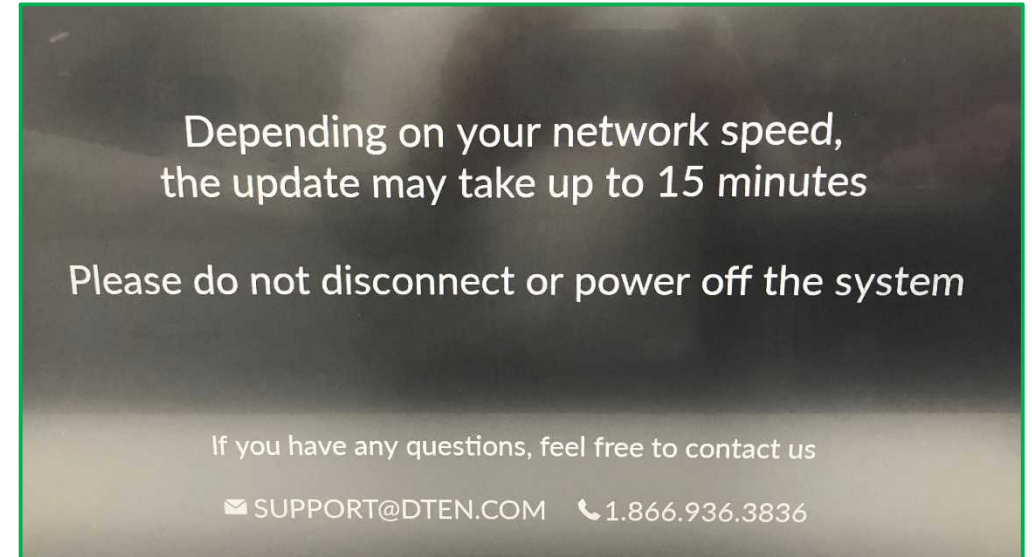 Depending on your network speed,
the update may take up to 15 minutes
Please do not disconnect or power off the system
If you have any questions, feel free to contact us
SUPPORT@DTEN.COM 1.866.936.3836